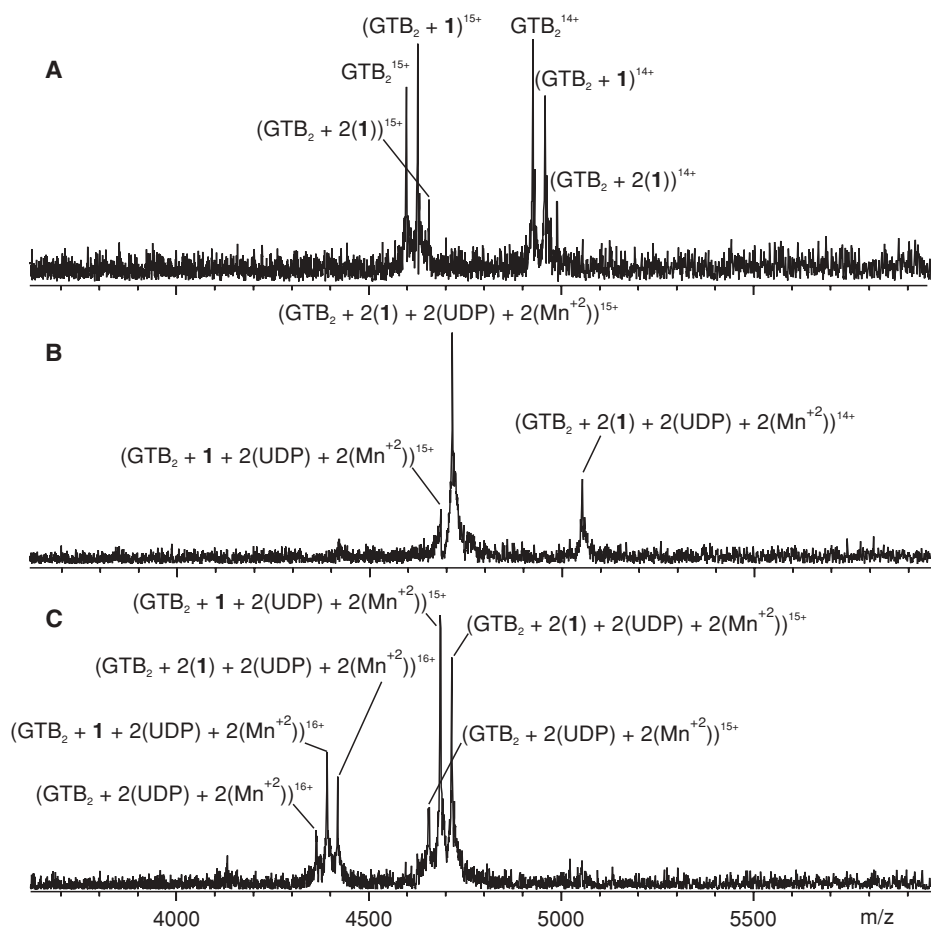 (GTB₂ + 1)¹⁵⁺ GTB₂¹⁴⁺
A GTB₂¹⁵⁺ (GTB₂ + 1)¹⁴⁺
(GTB₂ + 2(1))¹⁵⁺
(GTB₂ + 2(1))¹⁴⁺
(GTB₂ + 2(1) + 2(UDP) + 2(Mn⁺²))¹⁵⁺
B
(GTB₂ + 2(1) + 2(UDP) + 2(Mn⁺²))¹⁴⁺
(GTB₂ + 1 + 2(UDP) + 2(Mn⁺²))¹⁵⁺
(GTB₂ + 1 + 2(UDP) + 2(Mn⁺²))¹⁵⁺
C (GTB₂ + 2(1) + 2(UDP) + 2(Mn⁺²))¹⁵⁺
(GTB₂ + 2(1) + 2(UDP) + 2(Mn⁺²))¹⁶⁺
(GTB₂ + 1 + 2(UDP) + 2(Mn⁺²))¹⁶⁺ (GTB₂ + 2(UDP) + 2(Mn⁺²))¹⁵⁺
(GTB₂ + 2(UDP) + 2(Mn⁺²))¹⁶⁺
4000 4500 5000 5500 m/z